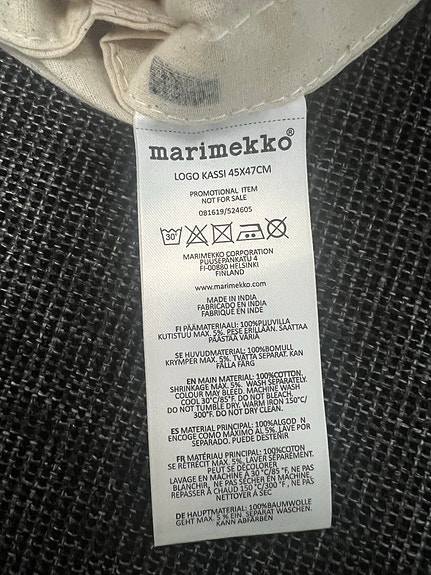 marimekko®
LOGO KASSI 45X47CM
PROMOTIONAL ITEM
NOT FOR SALE
081619/524605
30°
MARIMEKKO CORPORATION
PUUSEPÄNKATU 4
FI-00880 HELSINKI
FINLAND
www.marimekko.com
MADE IN INDIA
FABRICADO EN INDIA
FABRIQUE EN INDE
FI PÄÄMATERIAALI: 100%PUUVILLA
KUTISTUU MAX. 5%. PESE ERILLÄÄN. SAATTAA
PÄÄSTÄÄ VÄRIÄ
SE HUVUDMATERIAL: 100%BOMULL
KRYMPER MAX. 5%. TVÄTTA SEPARAT. KAN
FÄLLA FÄRG
EN MAIN MATERIAL: 100%COTTON.
SHRINKAGE MAX. 5%. WASH SEPARATELY.
COLOUR MAY BLEED. MACHINE WASH
COOL 30°C/85°F. DO NOT BLEACH.
DO NOT TUMBLE DRY. WARM IRON 150°C/
300°F. DO NOT DRY CLEAN.
ES MATERIAL PRINCIPAL: 100%ALGOD N
ENCOGE COMO MÁXIMO AL 5%. LAVE POR
SEPARADO. PUEDE DESTEÑIR
FR MATÉRIAU PRINCIPAL: 100%COTON
SE RÉTRÉCIT MAX. 5%. LAVER SÉPARÉMENT.
PEUT SE DÉCOLORER
LAVAGE EN MACHINE À 30 °C/85 °F, NE PAS
BLANCHIR, NE PAS SÉCHER EN MACHINE,
REPASSER À CHAUD 150 °C/300 °F, NE PAS
NETTOYER À SEC
DE HAUPTMATERIAL: 100%BAUMWOLLE
GEHT MAX. 5 % EIN. SEPARAT WASCHEN.
KANN ABFÄRBEN